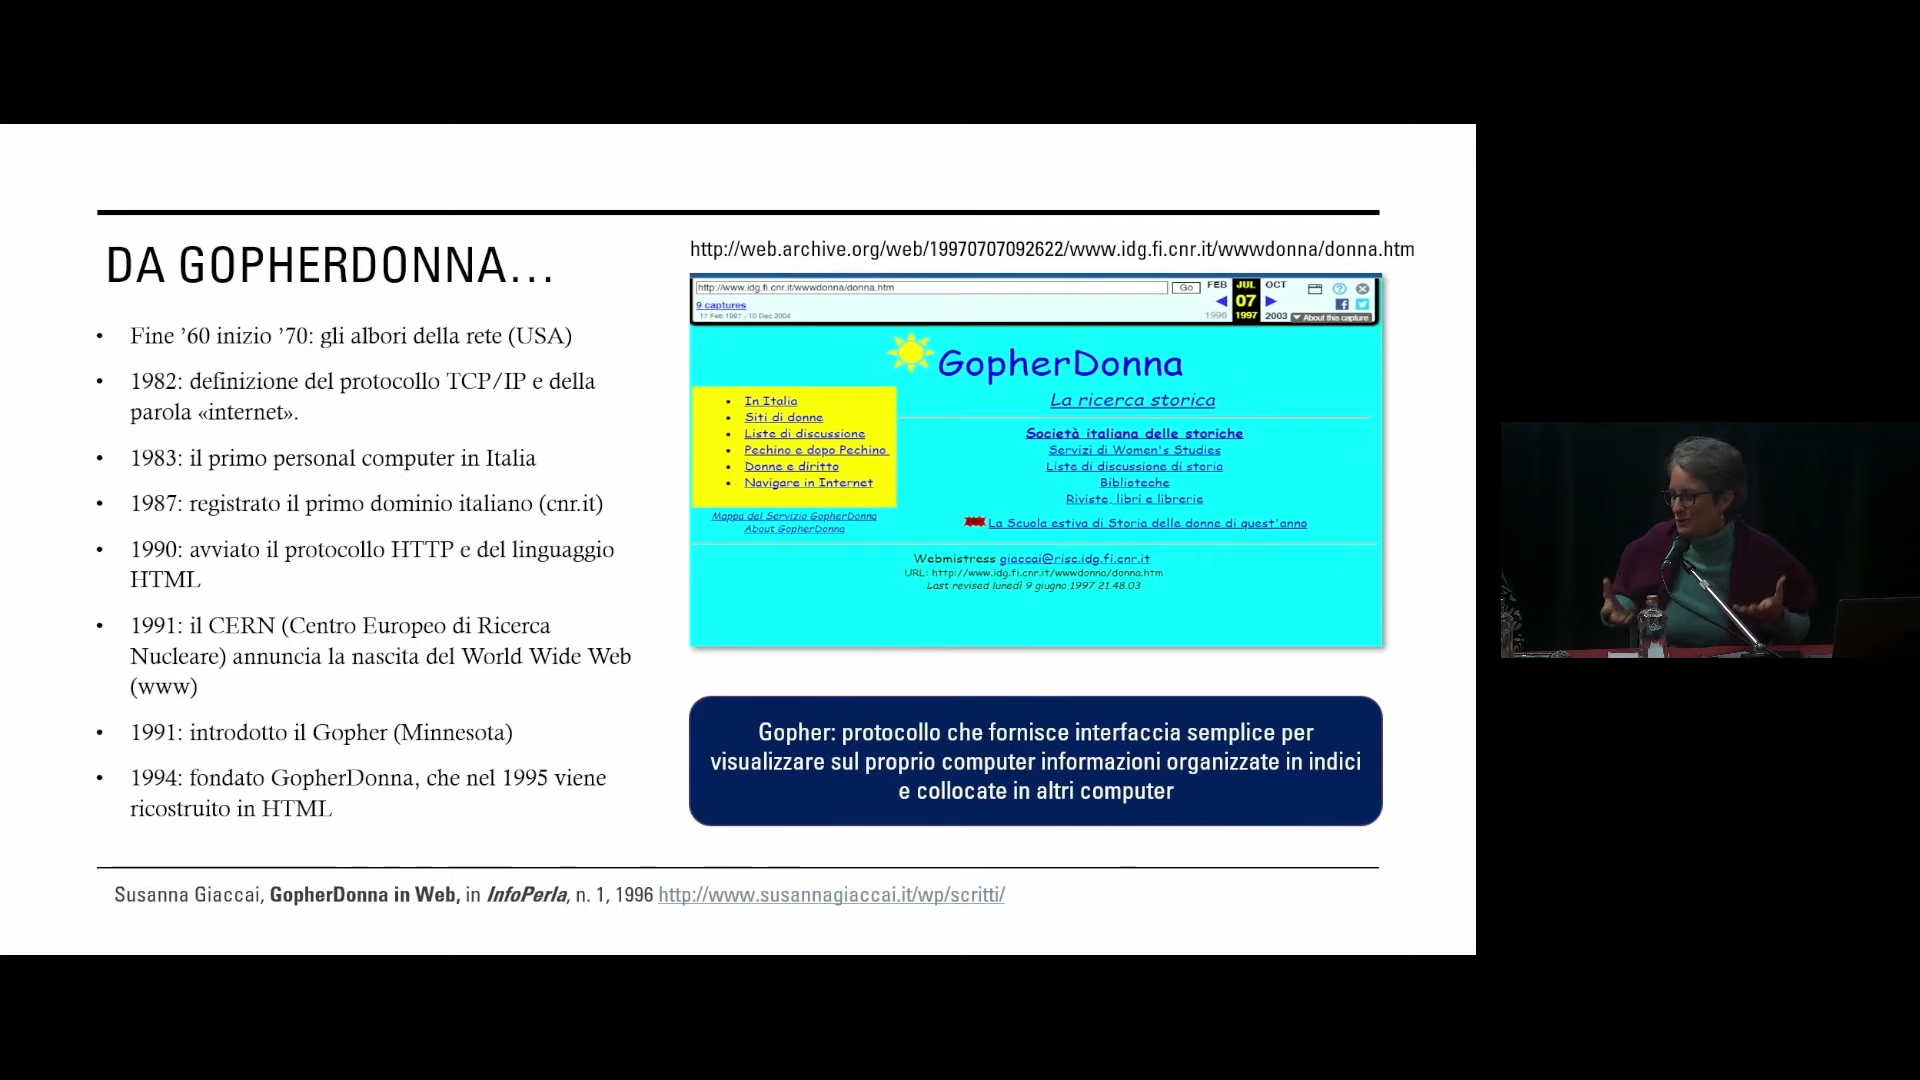 DA GOPHERDONNA...
• Fine ’60 inizio ’70: gli albori della rete (USA)
• 1982: definizione del protocollo TCP/IP e della
parola «internet».
• 1983: il primo personal computer in Italia
• 1987: registrato il primo dominio italiano (cnr.it)
• 1990: avviato il protocollo HTTP e del linguaggio
HTML
• 1991: il CERN (Centro Europeo di Ricerca
Nucleare) annuncia la nascita del World Wide Web
(www)
• 1991: introdotto il Gopher (Minnesota)
• 1994: fondato GopherDonna, che nel 1995 viene
ricostruito in HTML
http://web.archive.org/web/19970707092622/www.idg.fi.cnr.it/wwwdonna/donna.htm
http://www.idg.fi.cnr.it/wwwdonna/donna.htm Go FEB JUL OCT
9 captures 07
17 Feb 1997 - 10 Dec 2004 1996 1997 2003 About this capture
GopherDonna
• In Italia
• Siti di donne
• Liste di discussione
• Pechino e dopo Pechino
• Donne e diritto
• Navigare in Internet
Mappa del Servizio GopherDonna
About GopherDonna
La ricerca storica
Società italiana delle storiche
Servizi di Women's Studies
Liste di discussione di storia
Biblioteche
Riviste, libri e librerie
La Scuola estiva di Storia delle donne di quest'anno
Webmistress giaccai@risc.idg.fi.cnr.it
URL: http://www.idg.fi.cnr.it/wwwdonna/donna.htm
Last revised lunedì 9 giugno 1997 21.48.03
Gopher: protocollo che fornisce interfaccia semplice per
visualizzare sul proprio computer informazioni organizzate in indici
e collocate in altri computer
Susanna Giaccai, GopherDonna in Web, in InfoPerla, n. 1, 1996 http://www.susannagiaccai.it/wp/scritti/